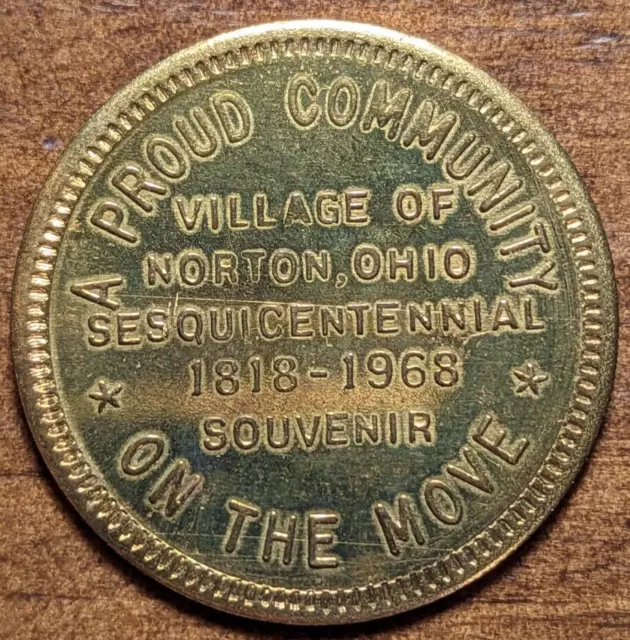 A PROUD COMMUNITY
VILLAGE OF
NORTON, OHIO
SESQUICENTENNIAL
1818-1968
SOUVENIR
* ON THE MOVE *